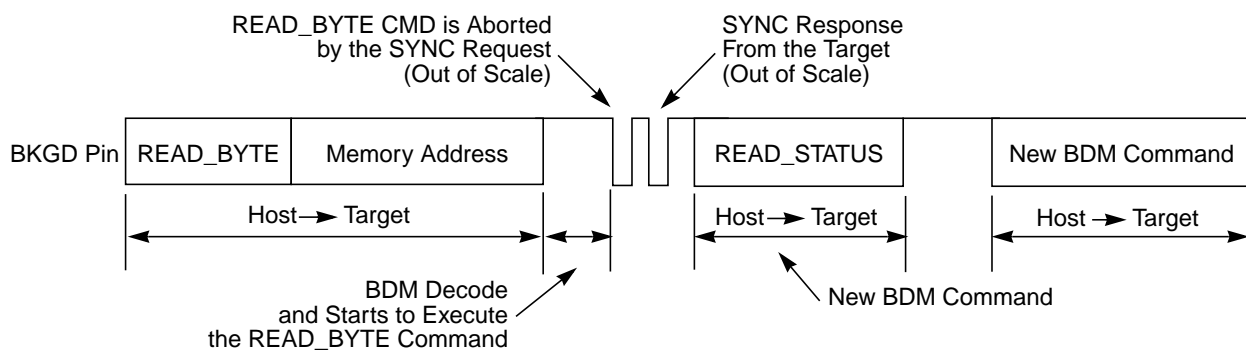 READ_BYTE CMD is Aborted
by the SYNC Request
(Out of Scale)
SYNC Response
From the Target
(Out of Scale)
BKGD Pin
READ_BYTE
Memory Address
READ_STATUS
New BDM Command
Host → Target
Host → Target
Host → Target
BDM Decode
and Starts to Execute
the READ_BYTE Command
New BDM Command